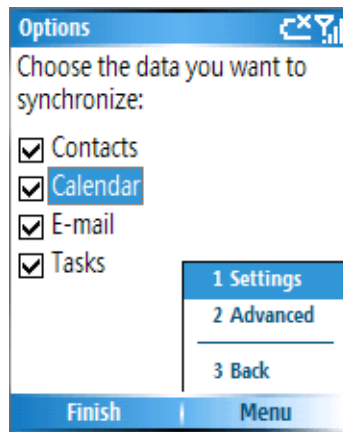 Options
Choose the data you want to
synchronize:
Contacts
Calendar
E-mail
Tasks
1 Settings
2 Advanced
3 Back
Finish
Menu